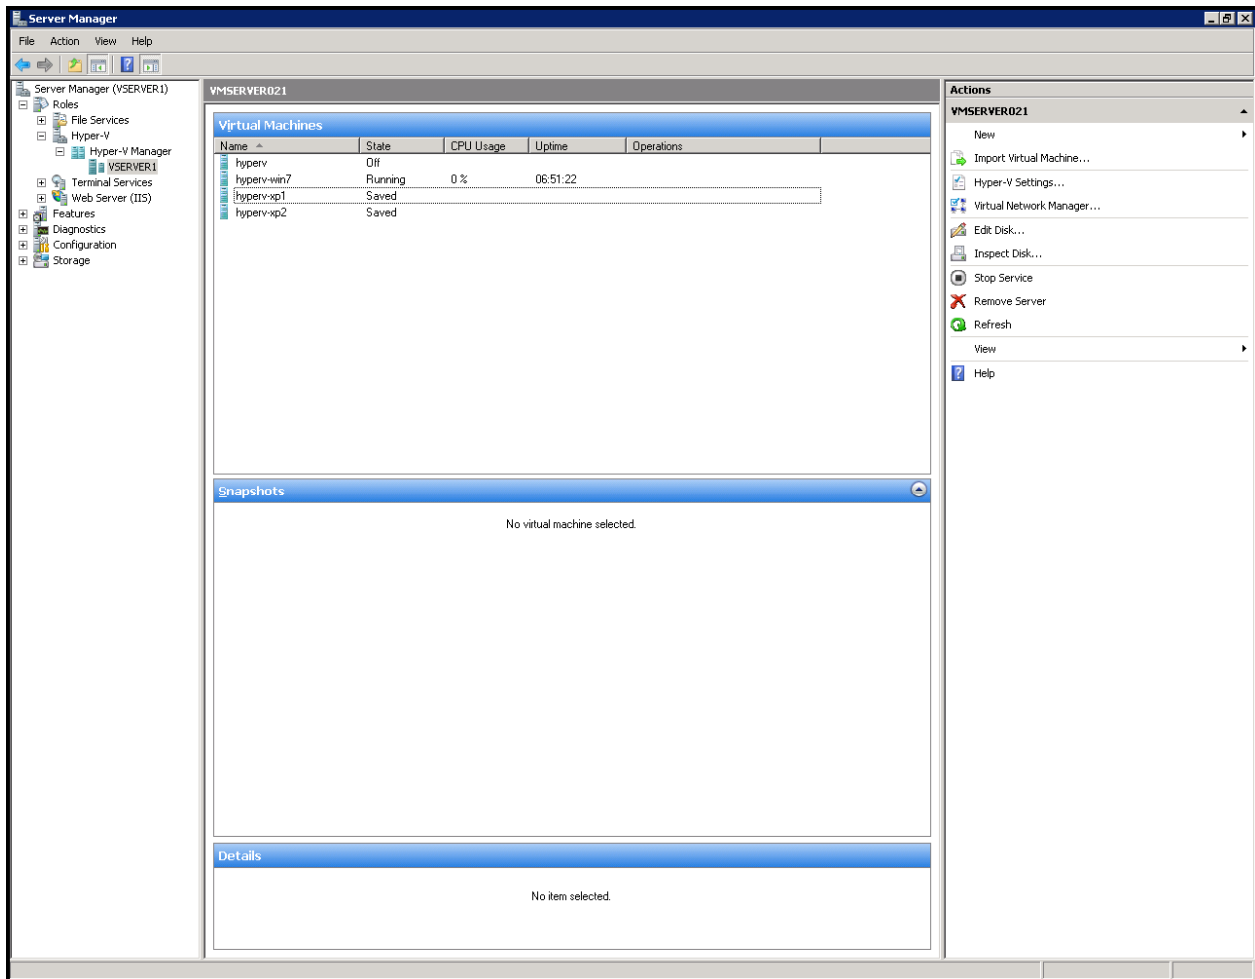 Server Manager
File Action View Help
Server Manager (VSERVER1)
Roles
File Services
Hyper-V
Hyper-V Manager
VSERVER1
Terminal Services
Web Server (IIS)
Features
Diagnostics
Configuration
Storage
VMSERVER021
Virtual Machines
Name State CPU Usage Uptime Operations
hyperv Off
hyperv-win7 Running 0 % 06:51:22
hyperv-xp1 Saved
hyperv-xp2 Saved
Snapshots
No virtual machine selected.
Details
No item selected.
Actions
VMSERVER021
New
Import Virtual Machine...
Hyper-V Settings...
Virtual Network Manager...
Edit Disk...
Inspect Disk...
Stop Service
Remove Server
Refresh
View
Help